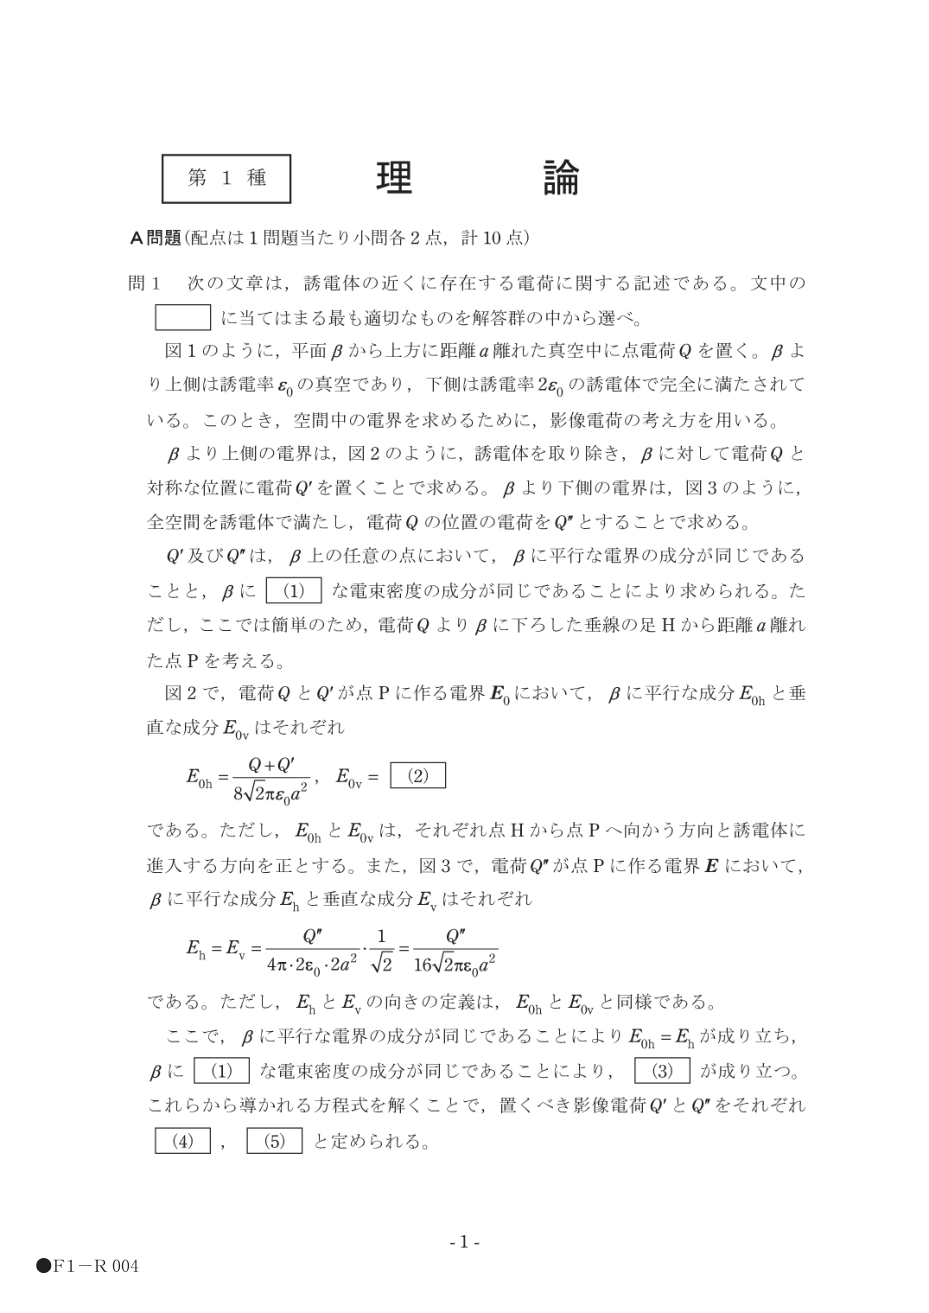 第 1 種
理 論
A問題(配点は1問題当たり小問各2点，計10点)
問1 次の文章は，誘電体の近くに存在する電荷に関する記述である。文中の
に当てはまる最も適切なものを解答群の中から選べ。
図1のように，平面βから上方に距離a離れた真空中に点電荷Qを置く。βよ
り上側は誘電率ε₀の真空であり，下側は誘電率2ε₀の誘電体で完全に満たされて
いる。このとき，空間中の電界を求めるために，影像電荷の考え方を用いる。
βより上側の電界は，図2のように，誘電体を取り除き，βに対して電荷Qと
対称な位置に電荷Q′を置くことで求める。βより下側の電界は，図3のように，
全空間を誘電体で満たし，電荷Qの位置の電荷をQ″とすることで求める。
Q′及びQ″は，β上の任意の点において，βに平行な電界の成分が同じである
ことと，βに (1) な電束密度の成分が同じであることにより求められる。た
だし，ここでは簡単のため，電荷Qよりβに下ろした垂線の足Hから距離a離れ
た点Pを考える。
図2で，電荷QとQ′が点Pに作る電界E₀において，βに平行な成分E₀hと垂
直な成分E₀vはそれぞれ
E₀h = (Q+Q′)/(8√2πε₀a²)， E₀v = (2)
である。ただし，E₀hとE₀vは，それぞれ点Hから点Pへ向かう方向と誘電体に
進入する方向を正とする。また，図3で，電荷Q″が点Pに作る電界Eにおいて，
βに平行な成分Ehと垂直な成分Evはそれぞれ
Eh = Ev = Q″/(4π·2ε₀·2a²)·1/√2 = Q″/(16√2πε₀a²)
である。ただし，EhとEvの向きの定義は，E₀hとE₀vと同様である。
ここで，βに平行な電界の成分が同じであることによりE₀h = Ehが成り立ち，
βに (1) な電束密度の成分が同じであることにより， (3) が成り立つ。
これらから導かれる方程式を解くことで，置くべき影像電荷Q′とQ″をそれぞれ
(4) ， (5) と定められる。
- 1 -
●F1－R 004